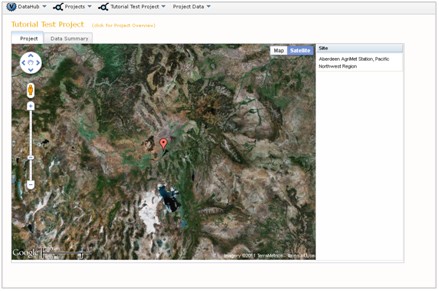 DataHub Projects Tutorial Test Project Project Data
Tutorial Test Project (click for Project Overview)
Project Data Summary
Map Satellite
Site
Aberdeen AgriMet Station, Pacific
Northwest Region
Google
Imagery ©2011 TerraMetrics Terms of Use